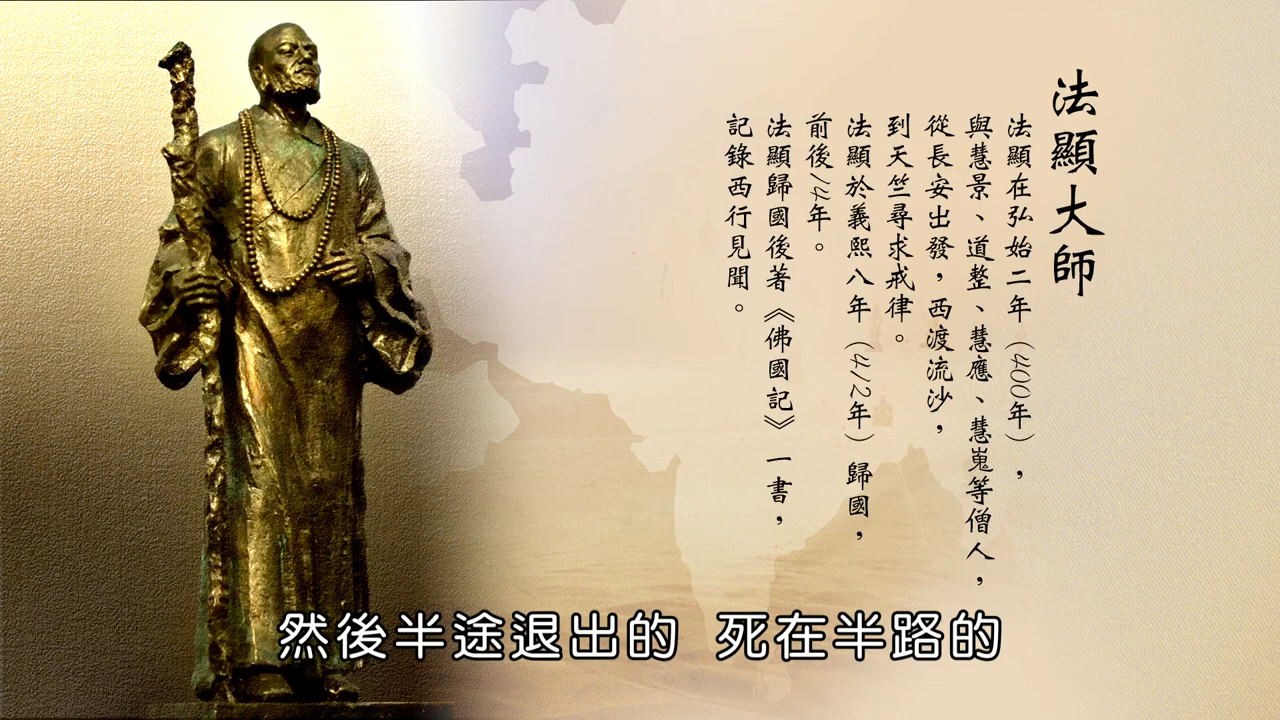 法顯大師
法顯在弘始二年（400年），
與慧景、道整、慧應、慧嵬等僧人，
從長安出發，西渡流沙，
到天竺尋求戒律。
法顯於義熙八年（412年）歸國，
前後14年。
法顯歸國後著《佛國記》一書，
記錄西行見聞。
然後半途退出的 死在半路的